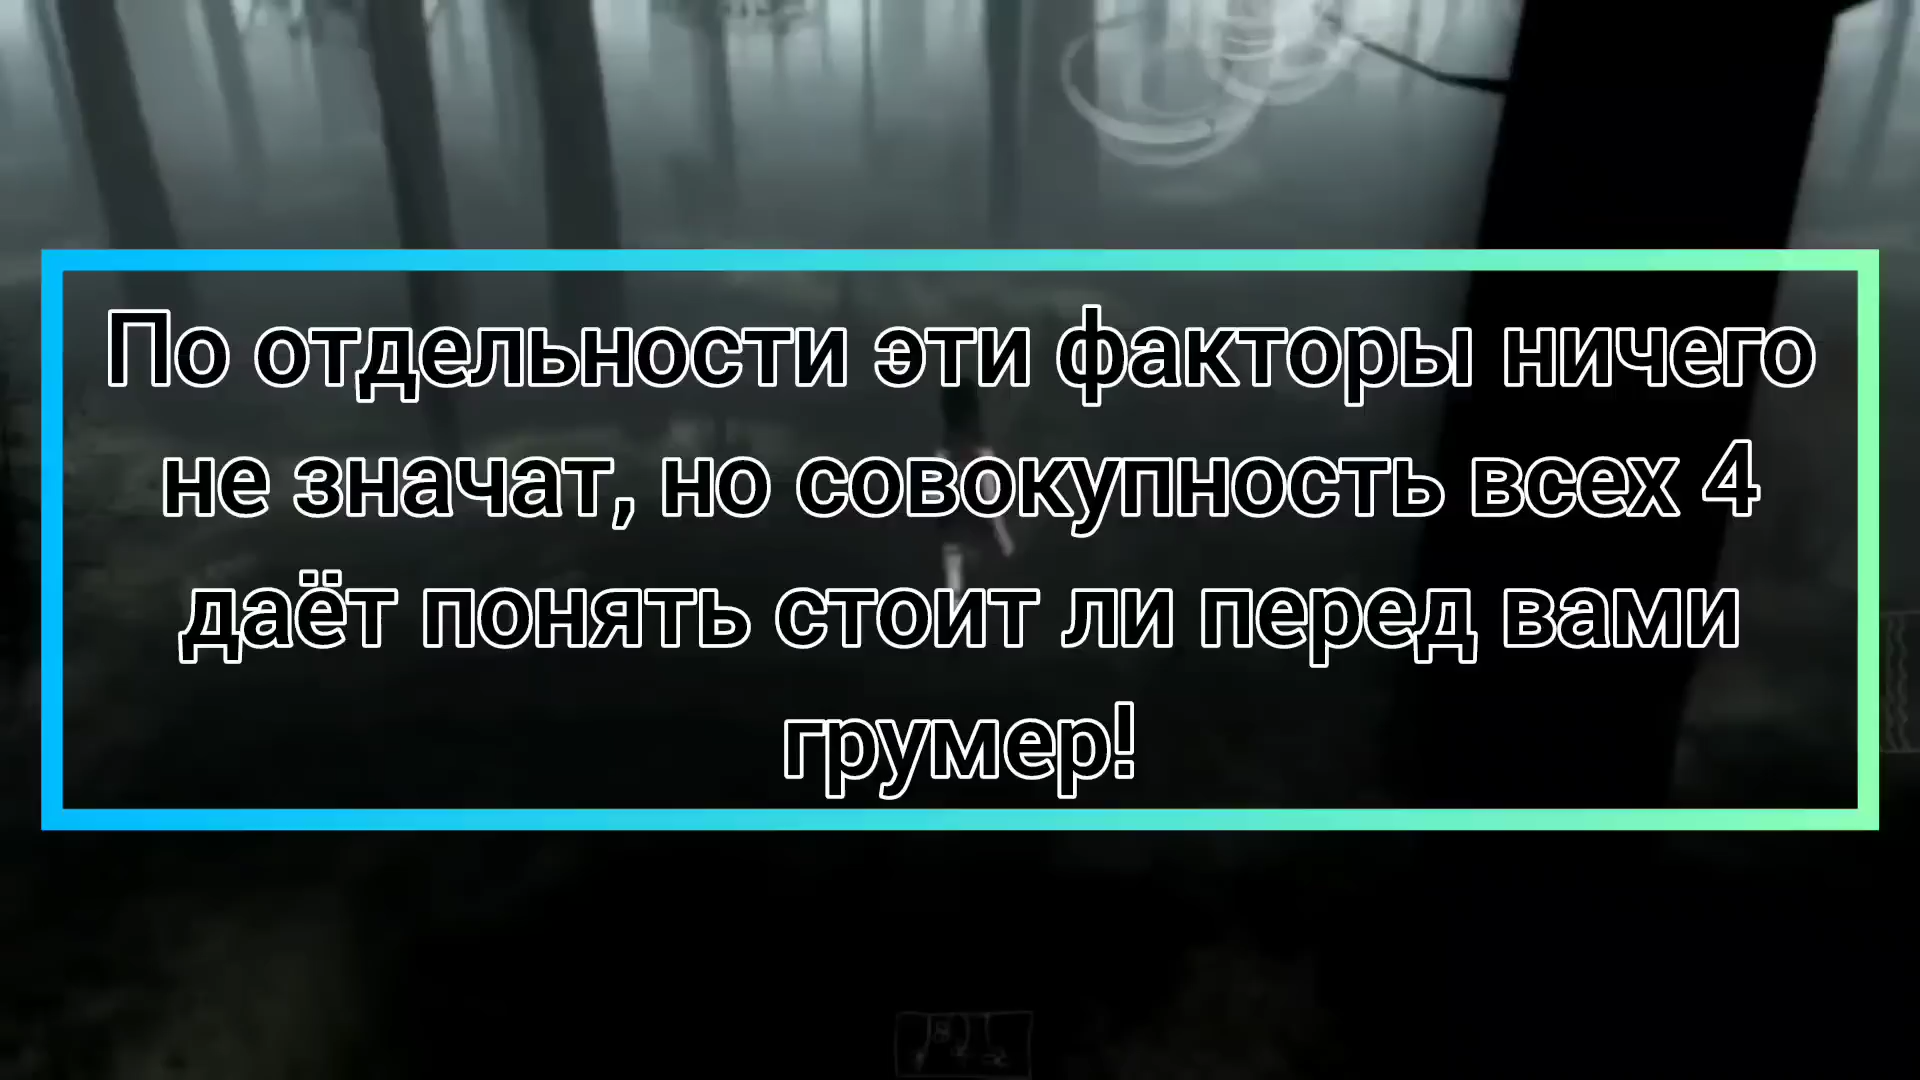 По отдельности эти факторы ничего
не значат, но совокупность всех 4
даёт понять стоит ли перед вами
грумер!